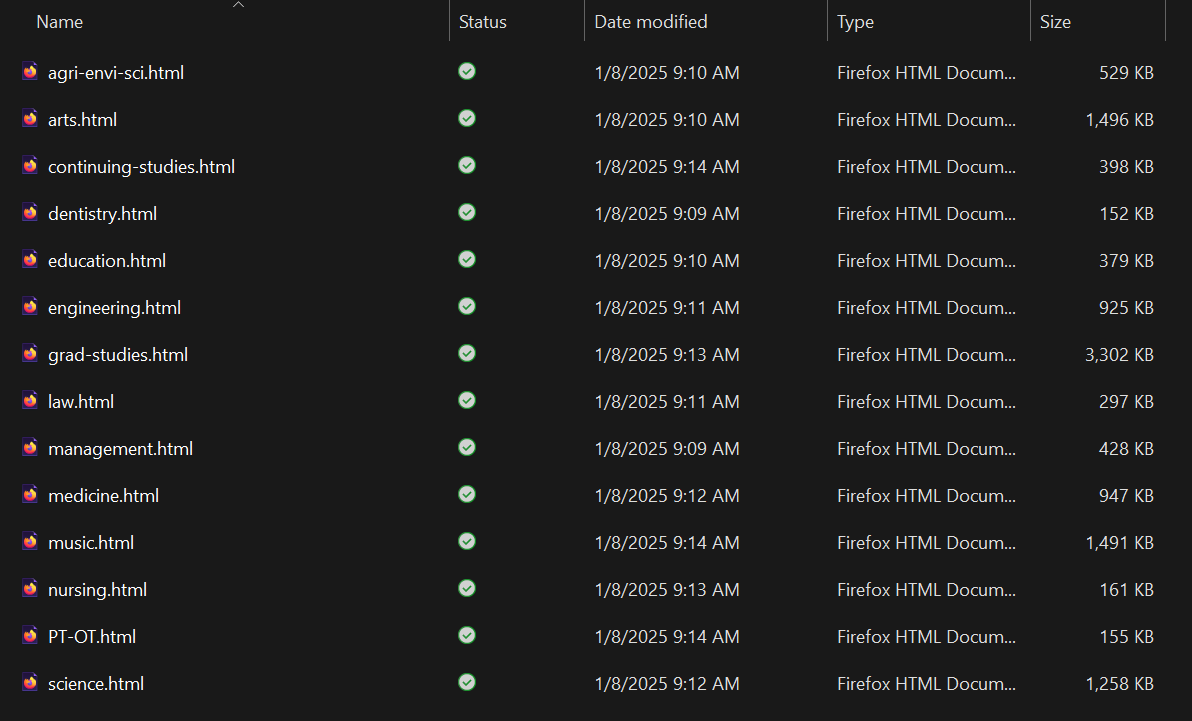 Name Status Date modified Type Size
agri-envi-sci.html 1/8/2025 9:10 AM Firefox HTML Docum... 529 KB
arts.html 1/8/2025 9:10 AM Firefox HTML Docum... 1,496 KB
continuing-studies.html 1/8/2025 9:14 AM Firefox HTML Docum... 398 KB
dentistry.html 1/8/2025 9:09 AM Firefox HTML Docum... 152 KB
education.html 1/8/2025 9:10 AM Firefox HTML Docum... 379 KB
engineering.html 1/8/2025 9:11 AM Firefox HTML Docum... 925 KB
grad-studies.html 1/8/2025 9:13 AM Firefox HTML Docum... 3,302 KB
law.html 1/8/2025 9:11 AM Firefox HTML Docum... 297 KB
management.html 1/8/2025 9:09 AM Firefox HTML Docum... 428 KB
medicine.html 1/8/2025 9:12 AM Firefox HTML Docum... 947 KB
music.html 1/8/2025 9:14 AM Firefox HTML Docum... 1,491 KB
nursing.html 1/8/2025 9:13 AM Firefox HTML Docum... 161 KB
PT-OT.html 1/8/2025 9:14 AM Firefox HTML Docum... 155 KB
science.html 1/8/2025 9:12 AM Firefox HTML Docum... 1,258 KB